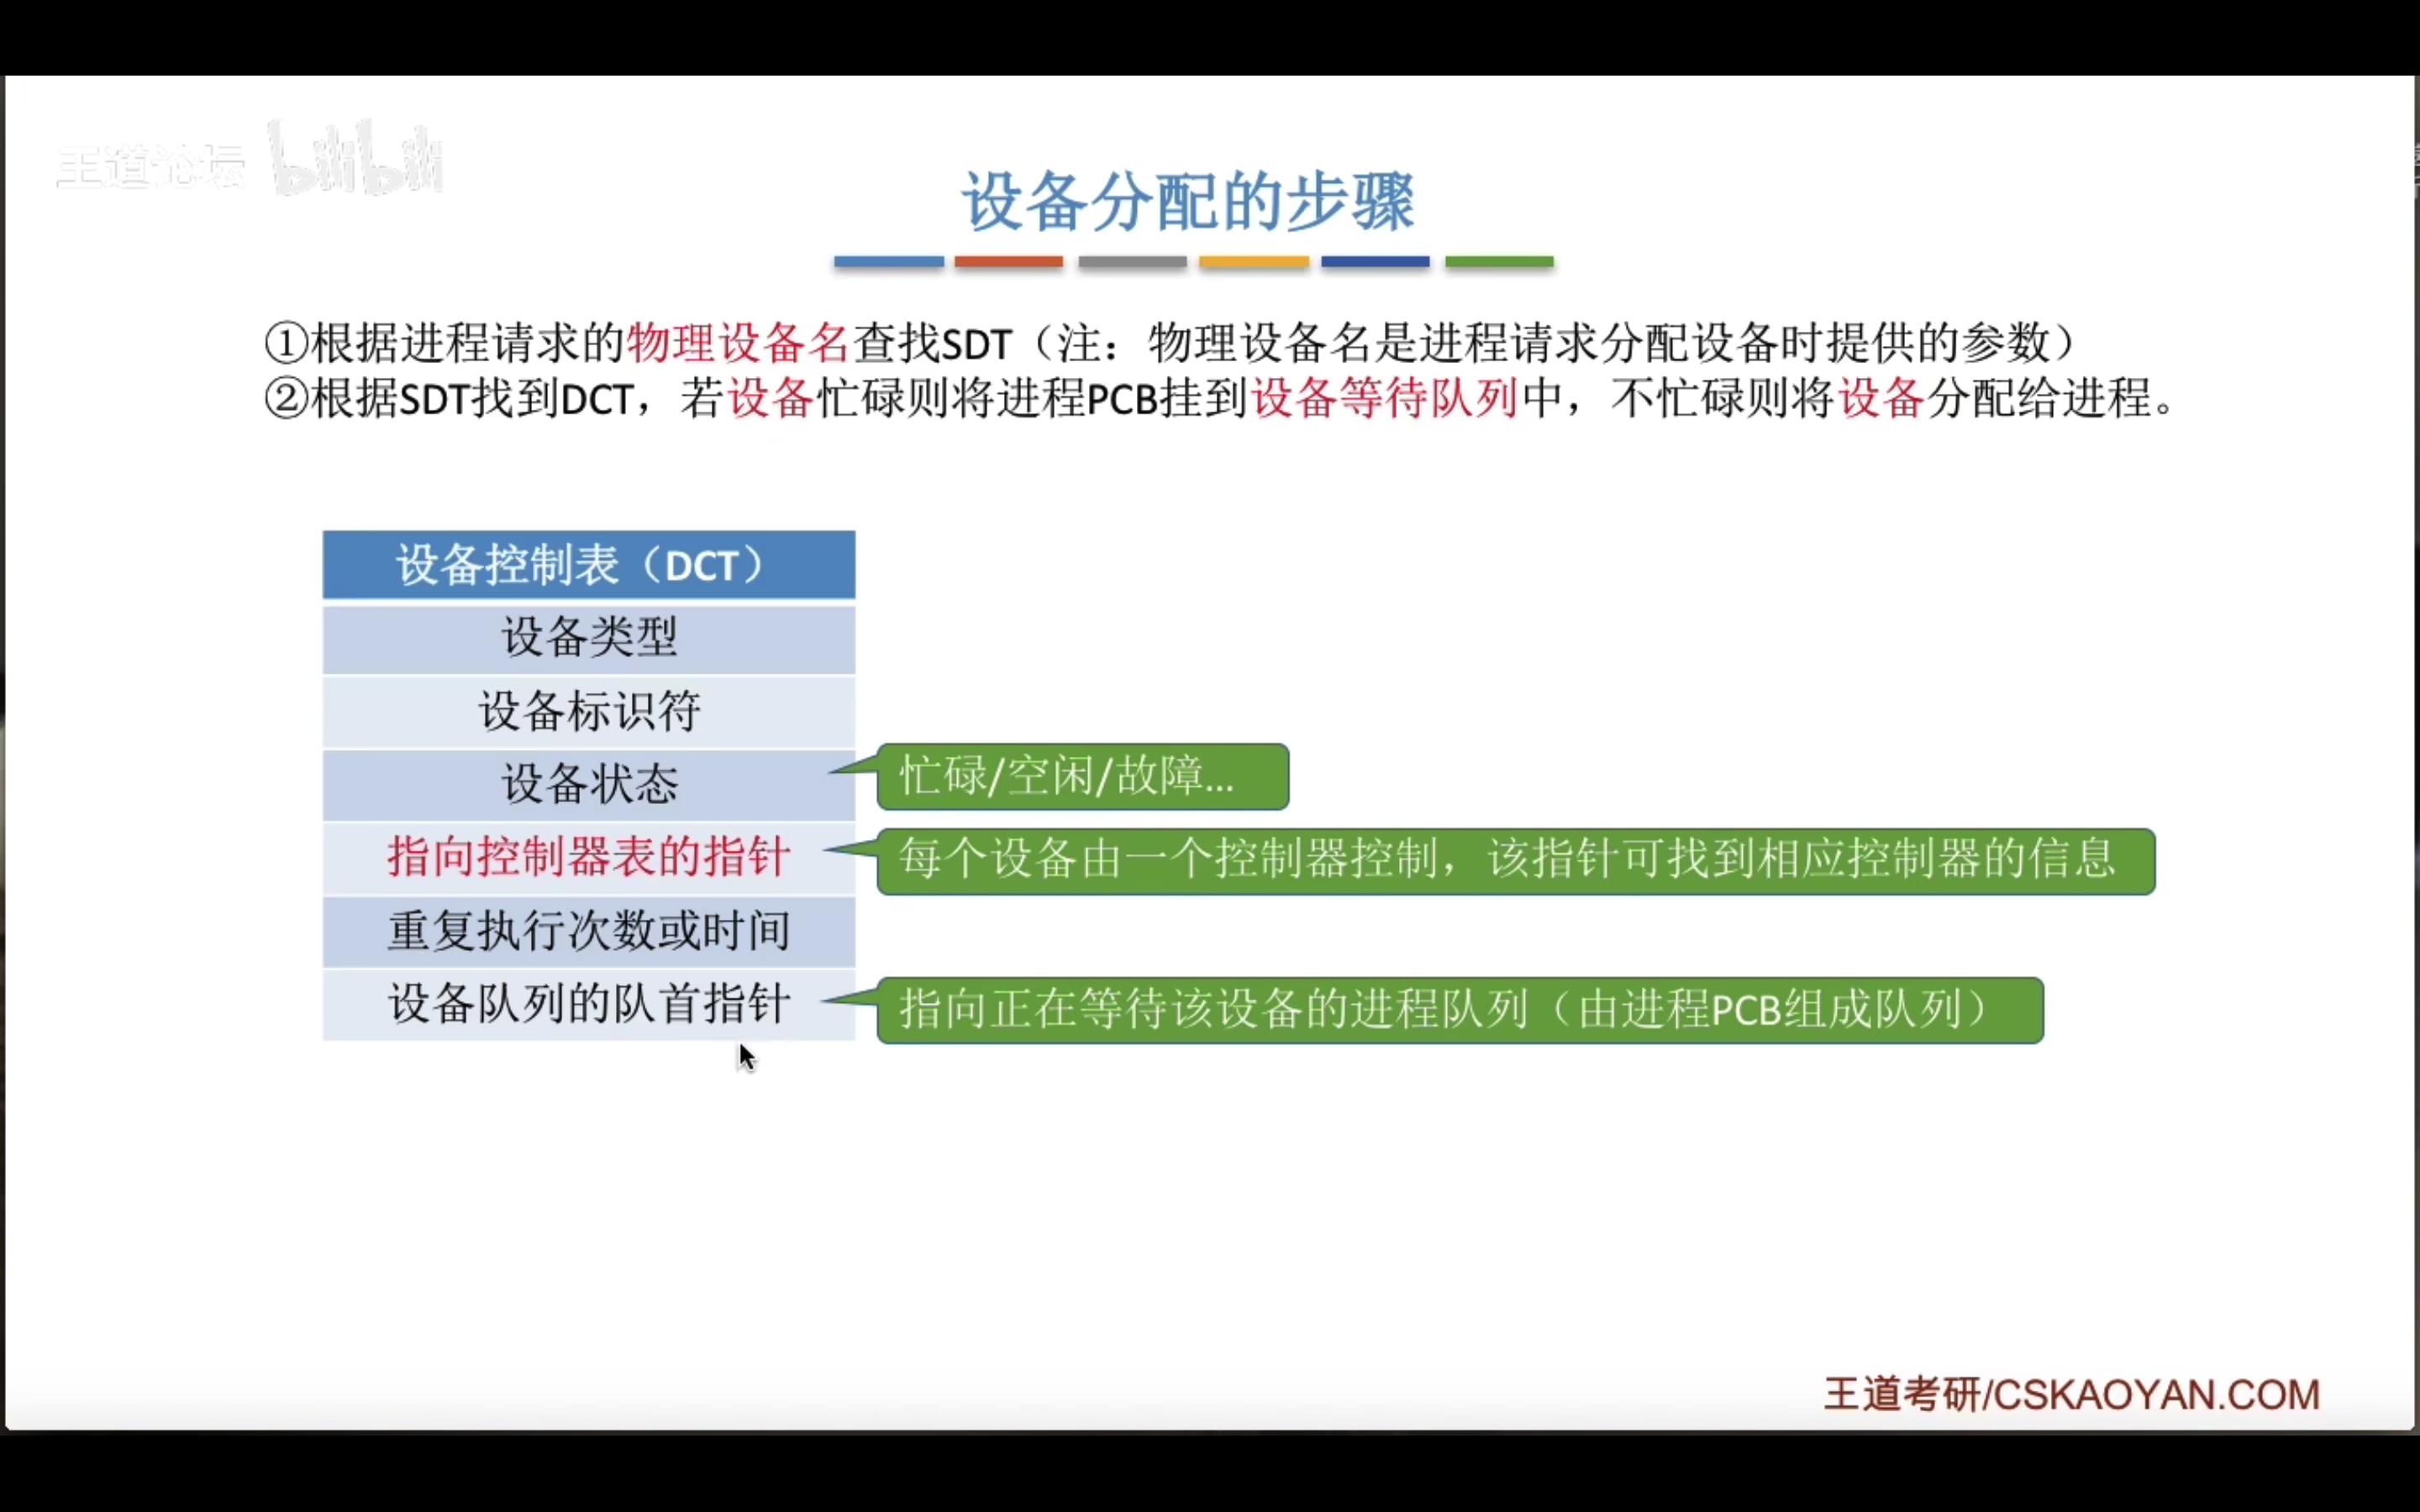 王道论坛 bilibili
设备分配的步骤
①根据进程请求的物理设备名查找SDT（注：物理设备名是进程请求分配设备时提供的参数）
②根据SDT找到DCT，若设备忙碌则将进程PCB挂到设备等待队列中，不忙碌则将设备分配给进程。
设备控制表（DCT）
设备类型
设备标识符
设备状态
忙碌/空闲/故障...
指向控制器表的指针
每个设备由一个控制器控制，该指针可找到相应控制器的信息
重复执行次数或时间
设备队列的队首指针
指向正在等待该设备的进程队列（由进程PCB组成队列）
王道考研/CSKAOYAN.COM